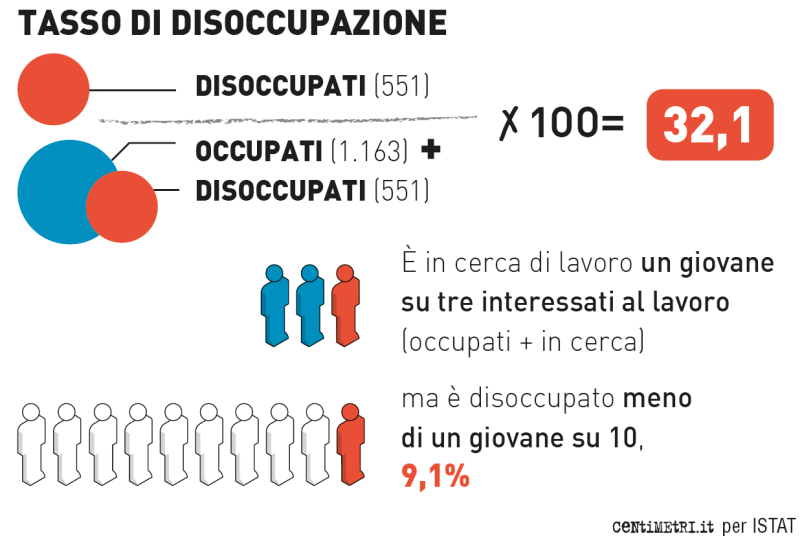 TASSO DI DISOCCUPAZIONE
DISOCCUPATI (551)
OCCUPATI (1.163) +
DISOCCUPATI (551)
X 100= 32,1
È in cerca di lavoro un giovane
su tre interessati al lavoro
(occupati + in cerca)
ma è disoccupato meno
di un giovane su 10,
9,1%
CENTIMETRI.it per ISTAT